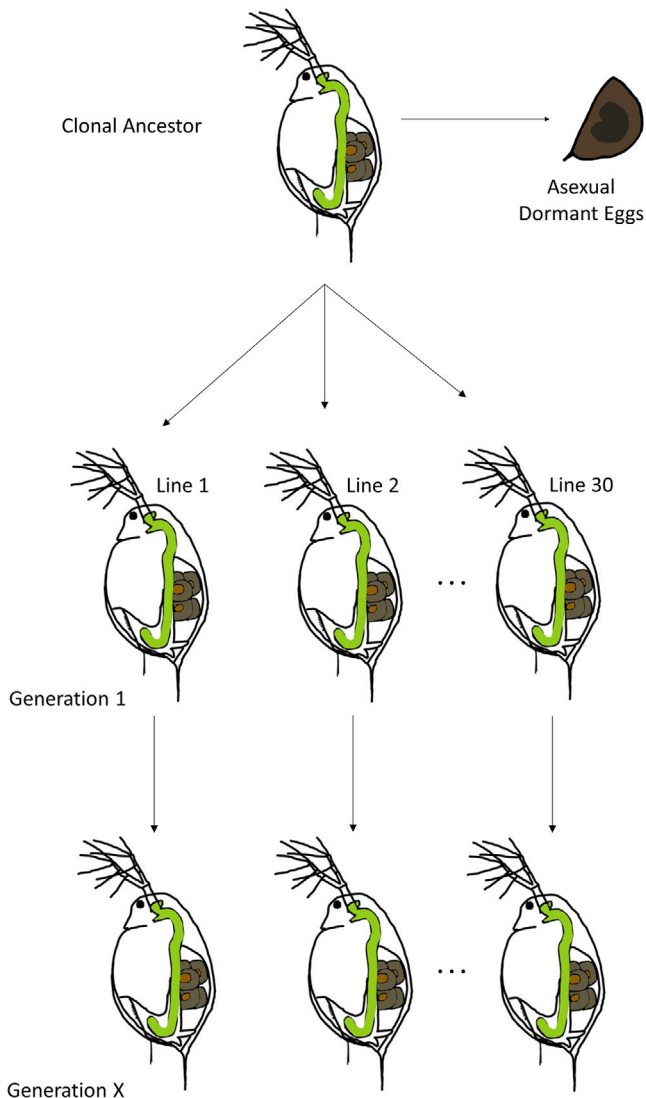 Clonal Ancestor
Asexual
Dormant Eggs
Line 1
Line 2
Line 30
...
Generation 1
...
Generation X